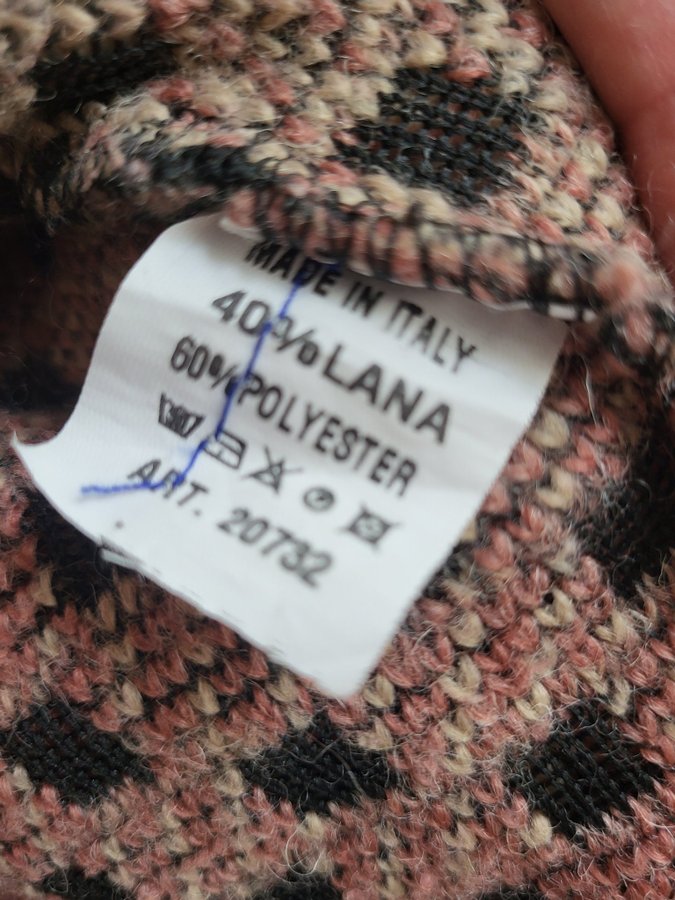 MADE IN ITALY
40% LANA
60% POLYESTER
ART. 20732